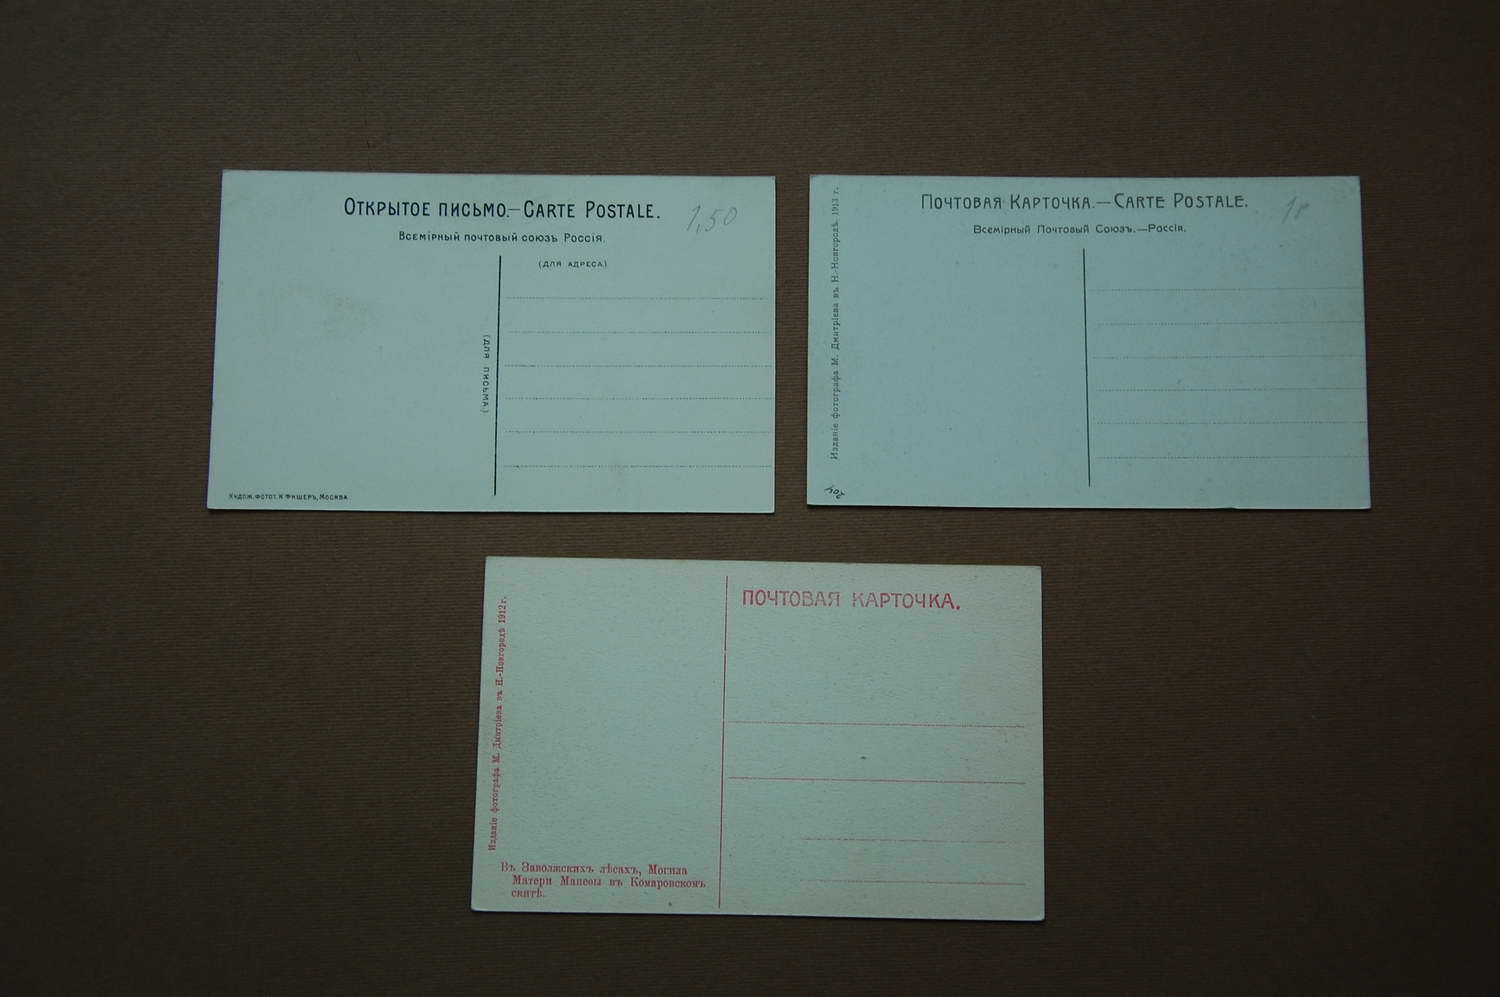 Открытое письмо.—Carte Postale.
1,50
Всемірный почтовый союзъ Россія.
(для адреса)
(для письма)
Худож. фотот. К Фишеръ, Москва.
Почтовая Карточка.—Carte Postale.
Всемірный Почтовый Союзъ.—Россія.
Изданіе фотографа М. Дмитріева въ Н.-Новгородѣ. 1913 г.
ПОЧТОВАЯ КАРТОЧКА.
Изданіе фотографа М. Дмитріева въ Н.-Новгородѣ 1912 г.
Въ Заволжскихъ лѣсахъ, Могила
Матери Манефы въ Комаровскомъ
скитѣ.